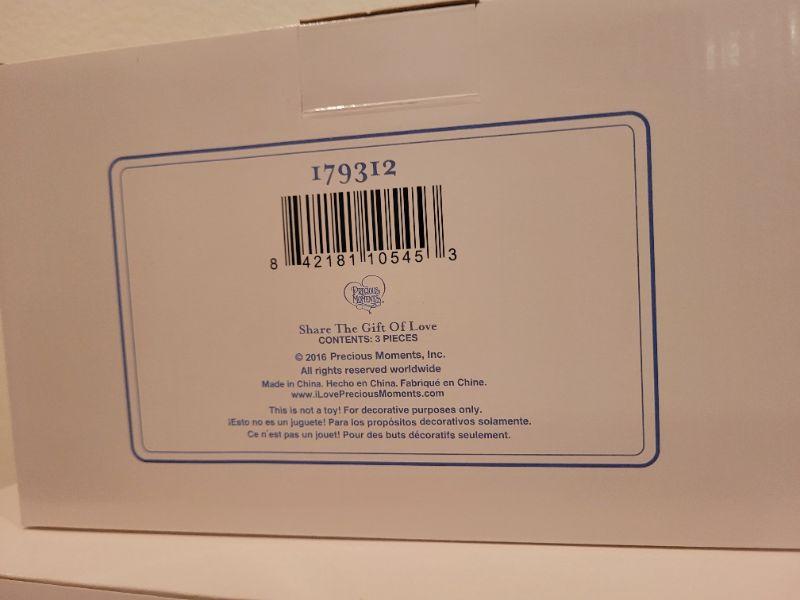 179312
8 42181 10545 3
PRECIOUS
MOMENTS
Share The Gift Of Love
CONTENTS: 3 PIECES
© 2016 Precious Moments, Inc.
All rights reserved worldwide
Made in China. Hecho en China. Fabriqué en Chine.
www.iLovePreciousMoments.com
This is not a toy! For decorative purposes only.
¡Esto no es un juguete! Para los propósitos decorativos solamente.
Ce n'est pas un jouet! Pour des buts décoratifs seulement.